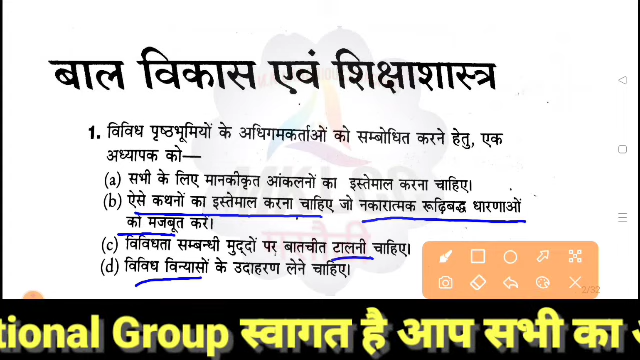 बाल विकास एवं शिक्षाशास्त्र
1. विविध पृष्ठभूमियों के अधिगमकर्ताओं को सम्बोधित करने हेतु, एक
अध्यापक को—
(a) सभी के लिए मानकीकृत आंकलनों का इस्तेमाल करना चाहिए।
(b) ऐसे कथनों का इस्तेमाल करना चाहिए जो नकारात्मक रूढ़िबद्ध धारणाओं
को मजबूत करे।
(c) विविधता सम्बन्धी मुद्दों पर बातचीत टालनी चाहिए।
(d) विविध विन्यासों के उदाहरण लेने चाहिए।
2/32
tional Group स्वागत है आप सभी का